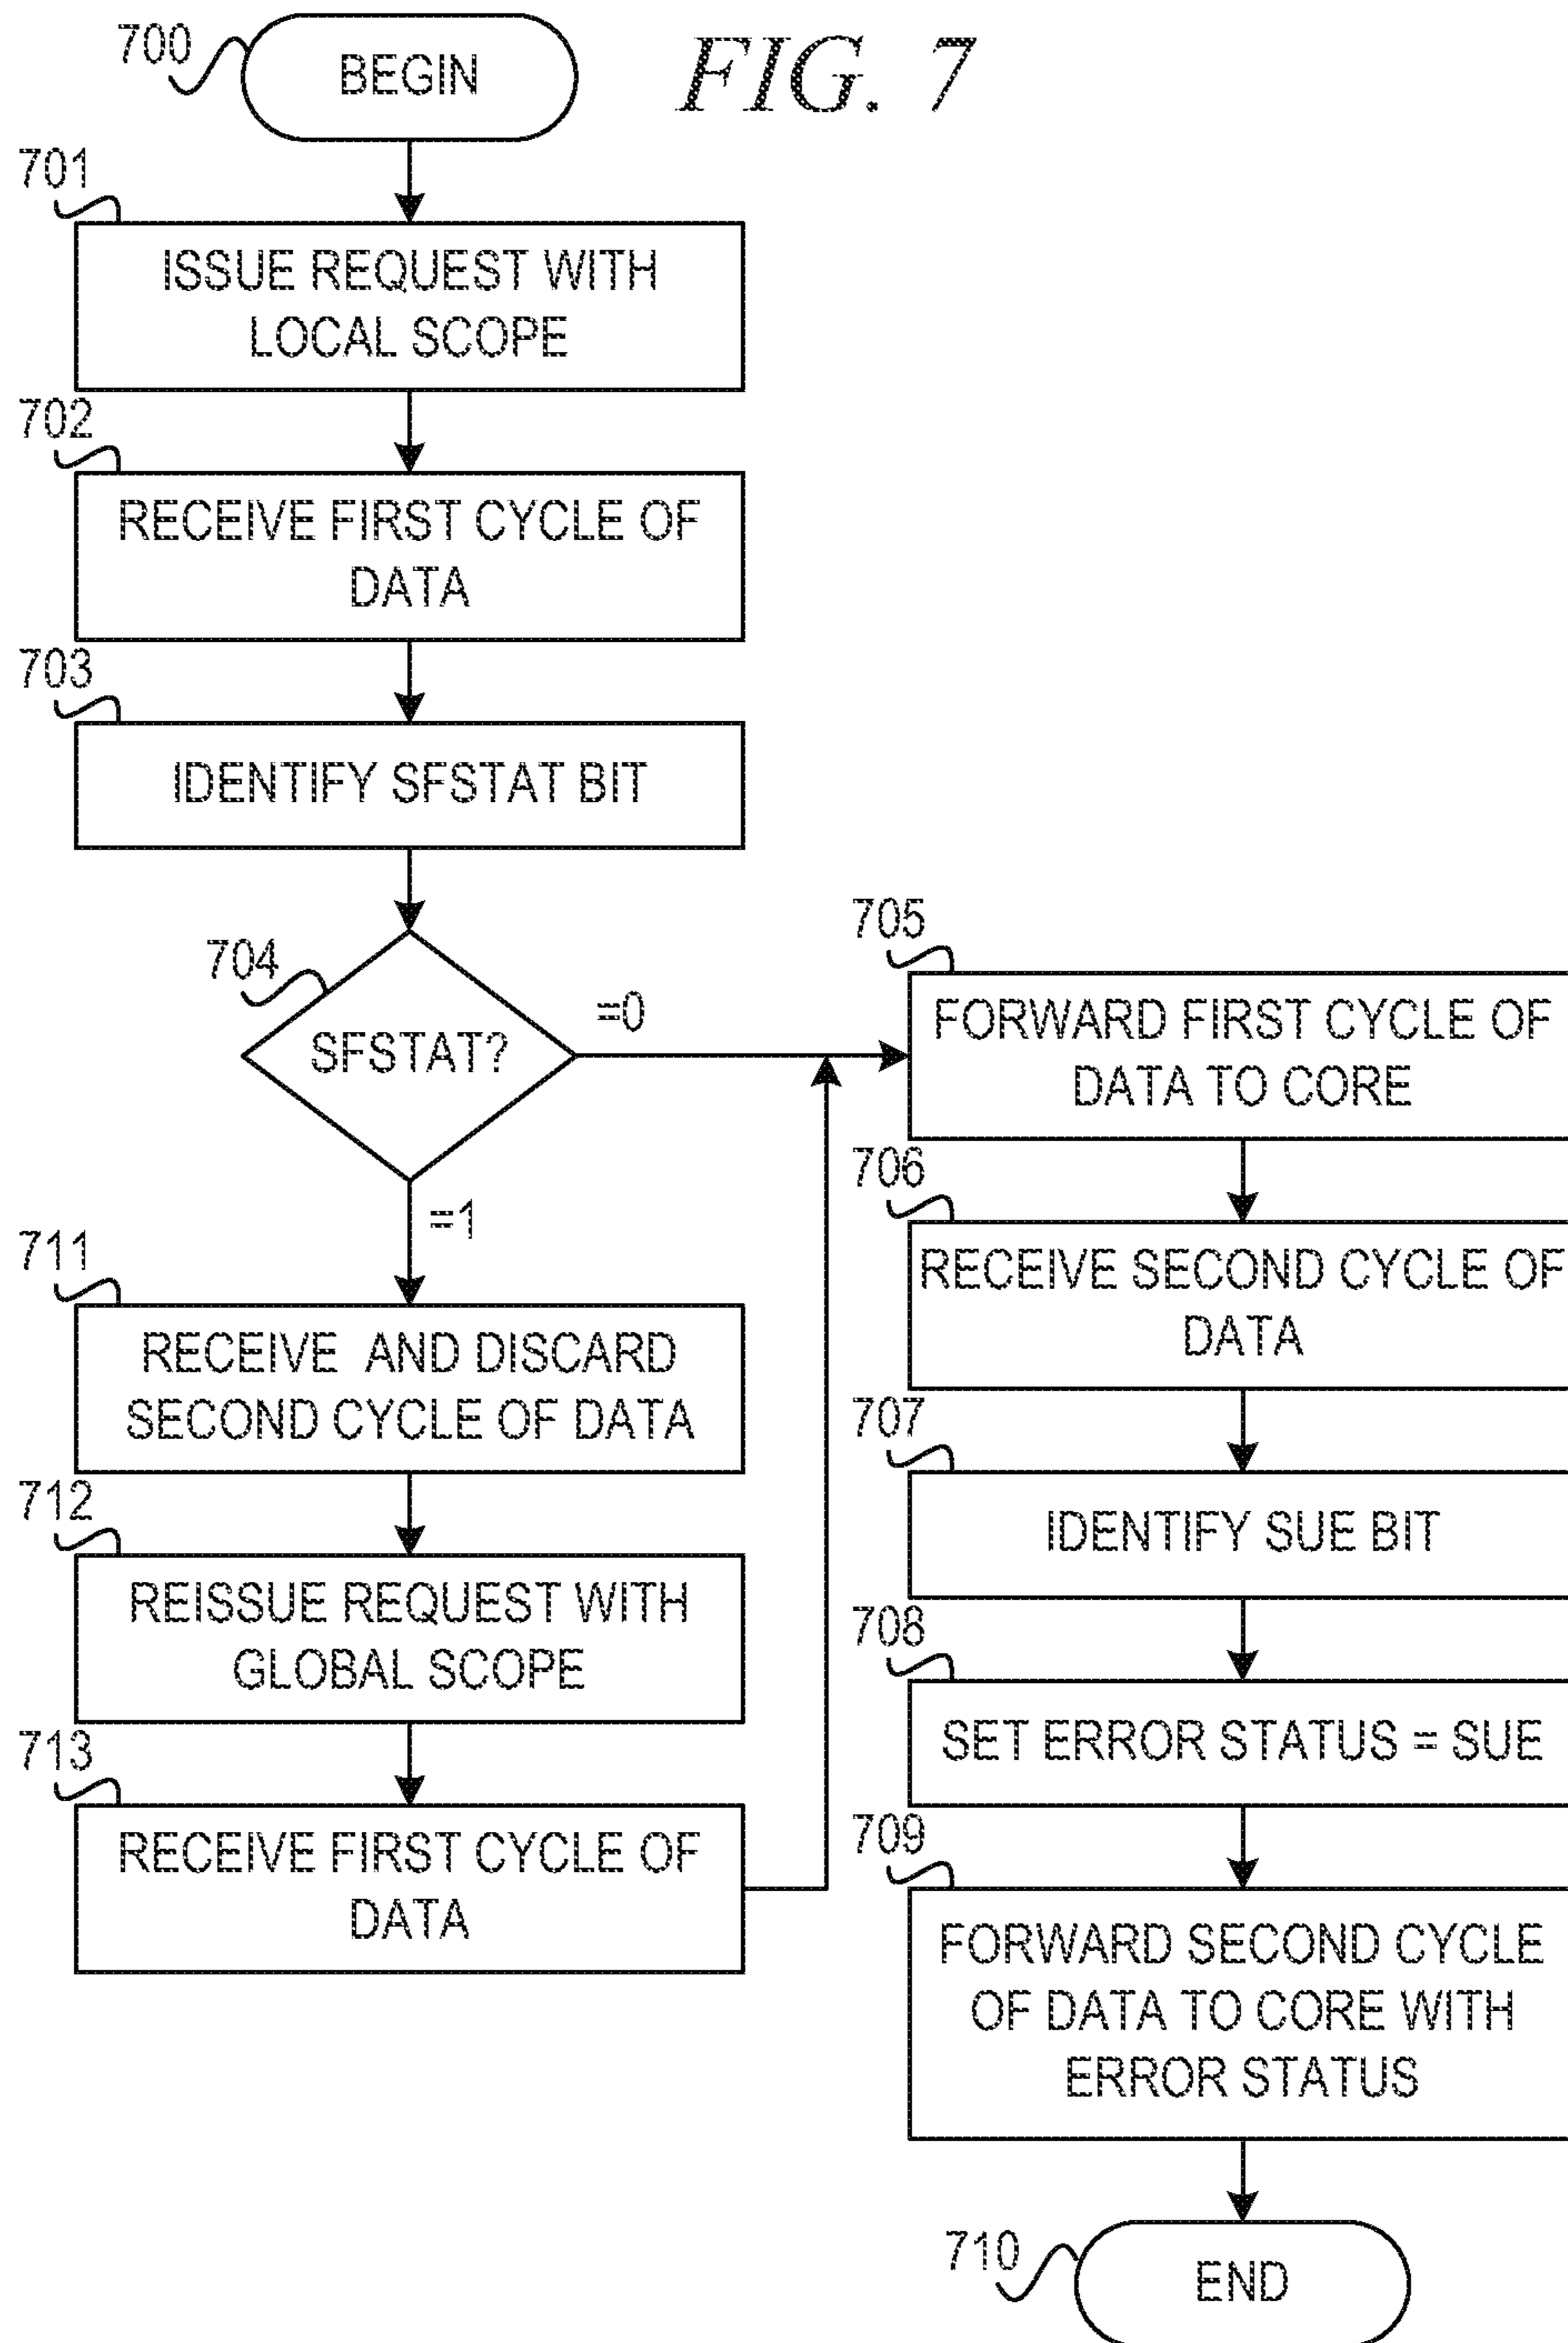 FIG. 7
700
BEGIN
701
ISSUE REQUEST WITH
LOCAL SCOPE
702
RECEIVE FIRST CYCLE OF
DATA
703
IDENTIFY SFSTAT BIT
704
SFSTAT?
=0
=1
705
FORWARD FIRST CYCLE OF
DATA TO CORE
706
RECEIVE SECOND CYCLE OF
DATA
707
IDENTIFY SUE BIT
708
SET ERROR STATUS = SUE
709
FORWARD SECOND CYCLE
OF DATA TO CORE WITH
ERROR STATUS
710
END
711
RECEIVE AND DISCARD
SECOND CYCLE OF DATA
712
REISSUE REQUEST WITH
GLOBAL SCOPE
713
RECEIVE FIRST CYCLE OF
DATA